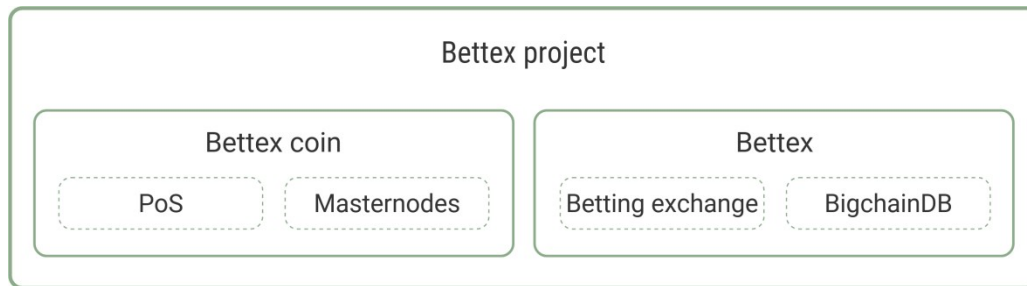 Bettex project
Bettex coin
Bettex
PoS
Masternodes
Betting exchange
BigchainDB